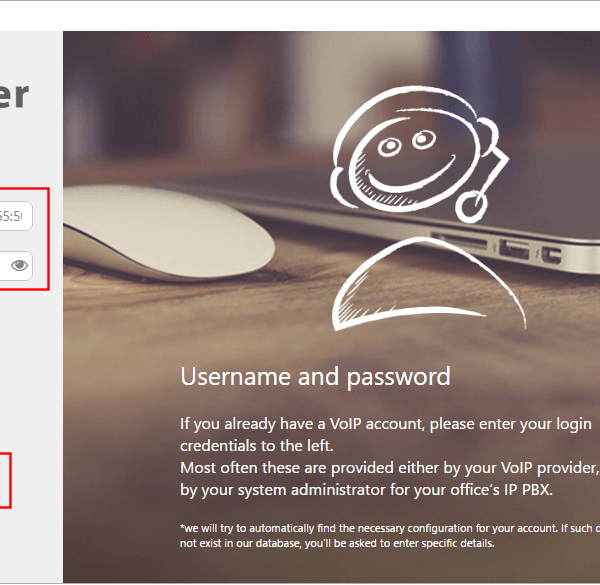 er
Username and password
If you already have a VoIP account, please enter your login
credentials to the left.
Most often these are provided either by your VoIP provider,
by your system administrator for your office's IP PBX.
*we will try to automatically find the necessary configuration for your account. If such
not exist in our database, you'll be asked to enter specific details.